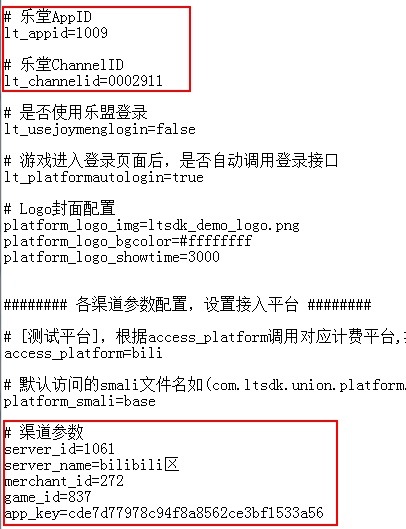 # 乐堂AppID
lt_appid=1009
# 乐堂ChannelID
lt_channelid=0002911
# 是否使用乐盟登录
lt_usejoymenglogin=false
# 游戏进入登录页面后，是否自动调用登录接口
lt_platformautologin=true
# Logo封面配置
platform_logo_img=ltsdk_demo_logo.png
platform_logo_bgcolor=#ffffffff
platform_logo_showtime=3000
######## 各渠道参数配置，设置接入平台 ########
# [测试平台]，根据access_platform调用对应计费平台,
access_platform=bili
# 默认访问的smali文件名如(com.ltsdk.union.platform.
platform_smali=base
# 渠道参数
server_id=1061
server_name=bilibili区
merchant_id=272
game_id=837
app_key=cde7d77978c94f8a8562ce3bf1533a56